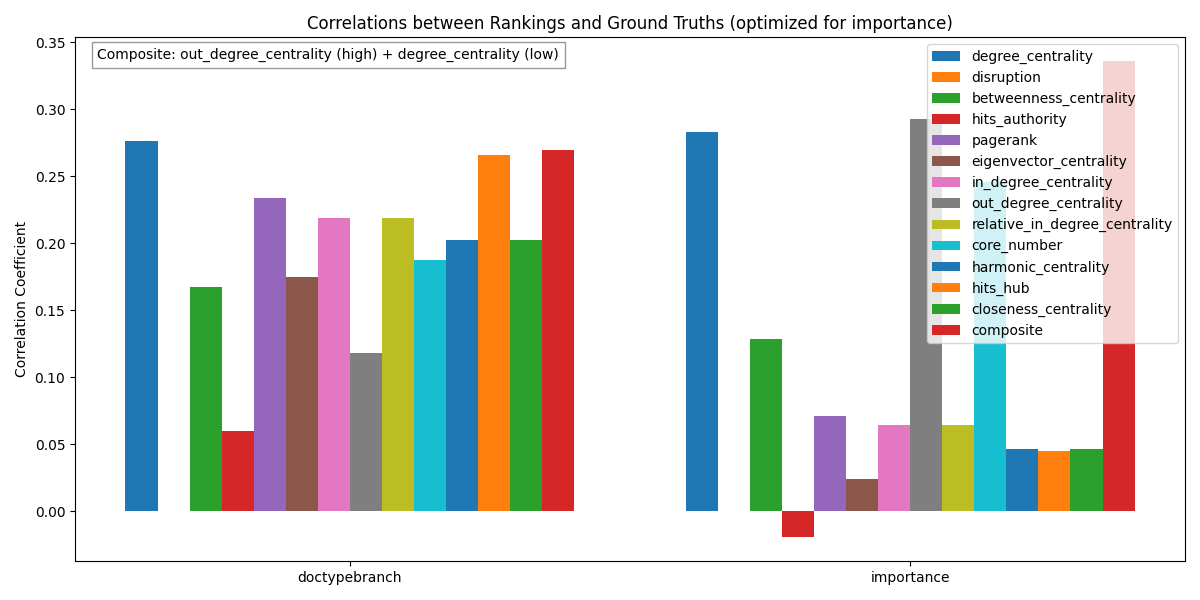 Correlations between Rankings and Ground Truths (optimized for importance)
Composite: out_degree_centrality (high) + degree_centrality (low)
degree_centrality
disruption
betweenness_centrality
hits_authority
pagerank
eigenvector_centrality
in_degree_centrality
out_degree_centrality
relative_in_degree_centrality
core_number
harmonic_centrality
hits_hub
closeness_centrality
composite
Correlation Coefficient
0.35
0.30
0.25
0.20
0.15
0.10
0.05
0.00
doctypebranch
importance